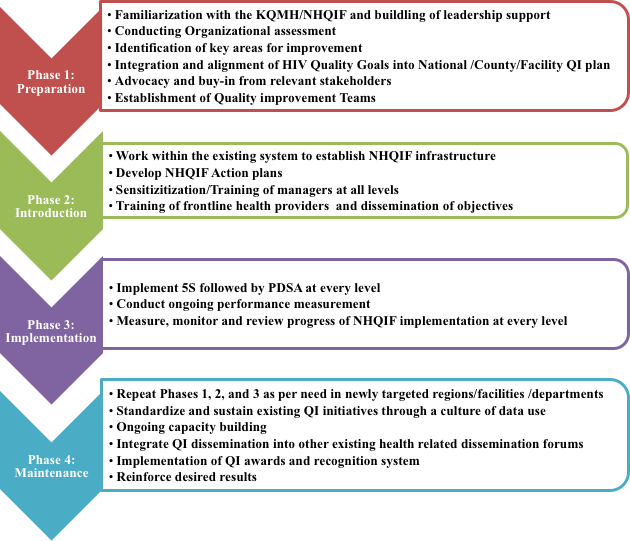 Phase 1:
Preparation
• Familiarization with the KQMH/NHQIF and buildling of leadership support
• Conducting Organizational assessment
• Identification of key areas for improvement
• Integration and alignment of HIV Quality Goals into National /County/Facility QI plan
• Advocacy and buy-in from relevant stakeholders
• Establishment of Quality improvement Teams
Phase 2:
Introduction
• Work within the existing system to establish NHQIF infrastructure
• Develop NHQIF Action plans
• Sensitizitization/Training of managers at all levels
• Training of frontline health providers and dissemination of objectives
Phase 3:
Implementation
• Implement 5S followed by PDSA at every level
• Conduct ongoing performance measurement
• Measure, monitor and review progress of NHQIF implementation at every level
Phase 4:
Maintenance
• Repeat Phases 1, 2, and 3 as per need in newly targeted regions/facilities /departments
• Standardize and sustain existing QI initiatives through a culture of data use
• Ongoing capacity building
• Integrate QI dissemination into other existing health related dissemination forums
• Implementation of QI awards and recognition system
• Reinforce desired results